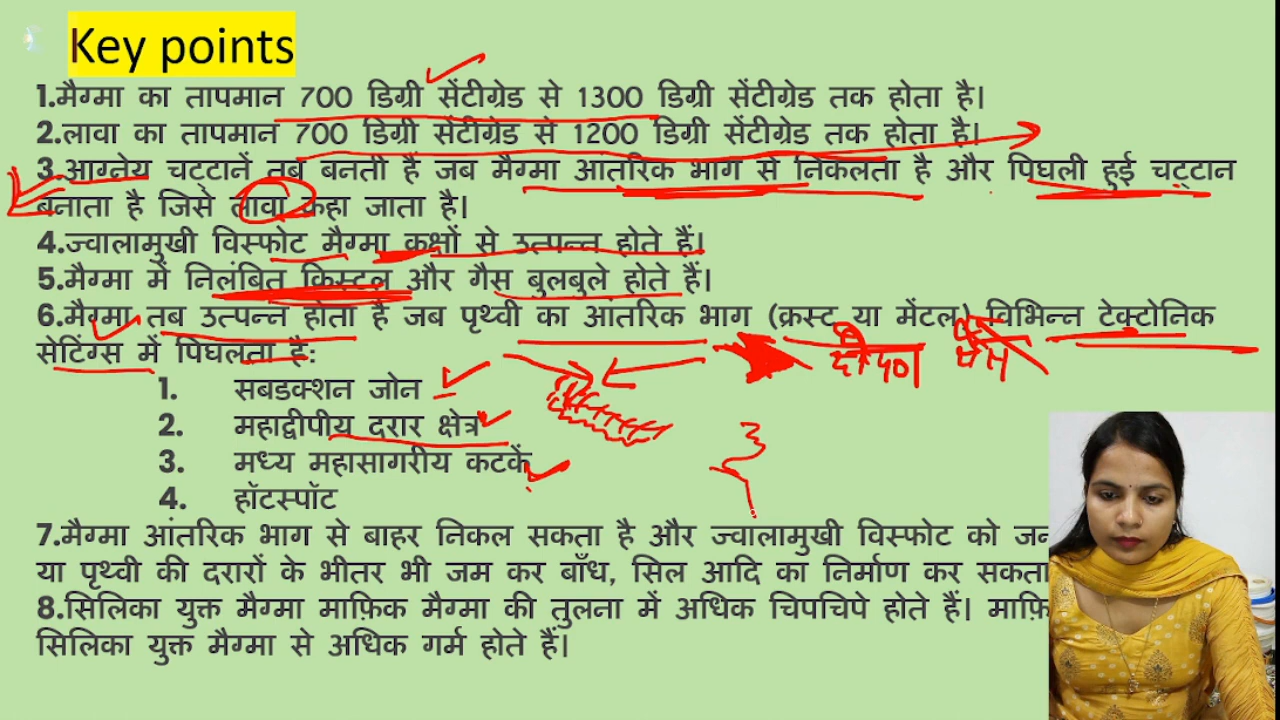 Key points
1.मैग्मा का तापमान 700 डिग्री सेंटीग्रेड से 1300 डिग्री सेंटीग्रेड तक होता है।
2.लावा का तापमान 700 डिग्री सेंटीग्रेड से 1200 डिग्री सेंटीग्रेड तक होता है।
3.आग्नेय चट्टानें तब बनती हैं जब मैग्मा आंतरिक भाग से निकलता है और पिघली हुई चट्टान
बनाता है जिसे लावा कहा जाता है।
4.ज्वालामुखी विस्फोट मैग्मा कक्षों से उत्पन्न होते हैं।
5.मैग्मा में निलंबित क्रिस्टल और गैस बुलबुले होते हैं।
6.मैग्मा तब उत्पन्न होता है जब पृथ्वी का आंतरिक भाग (क्रस्ट या मेंटल) विभिन्न टेक्टोनिक
सेटिंग्स में पिघलता है:
1. सबडक्शन जोन
2. महाद्वीपीय दरार क्षेत्र
3. मध्य महासागरीय कटकें
4. हॉटस्पॉट
7.मैग्मा आंतरिक भाग से बाहर निकल सकता है और ज्वालामुखी विस्फोट को
या पृथ्वी की दरारों के भीतर भी जम कर बाँध, सिल आदि का निर्माण कर सकता
8.सिलिका युक्त मैग्मा माफ़िक मैग्मा की तुलना में अधिक चिपचिपे होते हैं।
सिलिका युक्त मैग्मा से अधिक गर्म होते हैं।